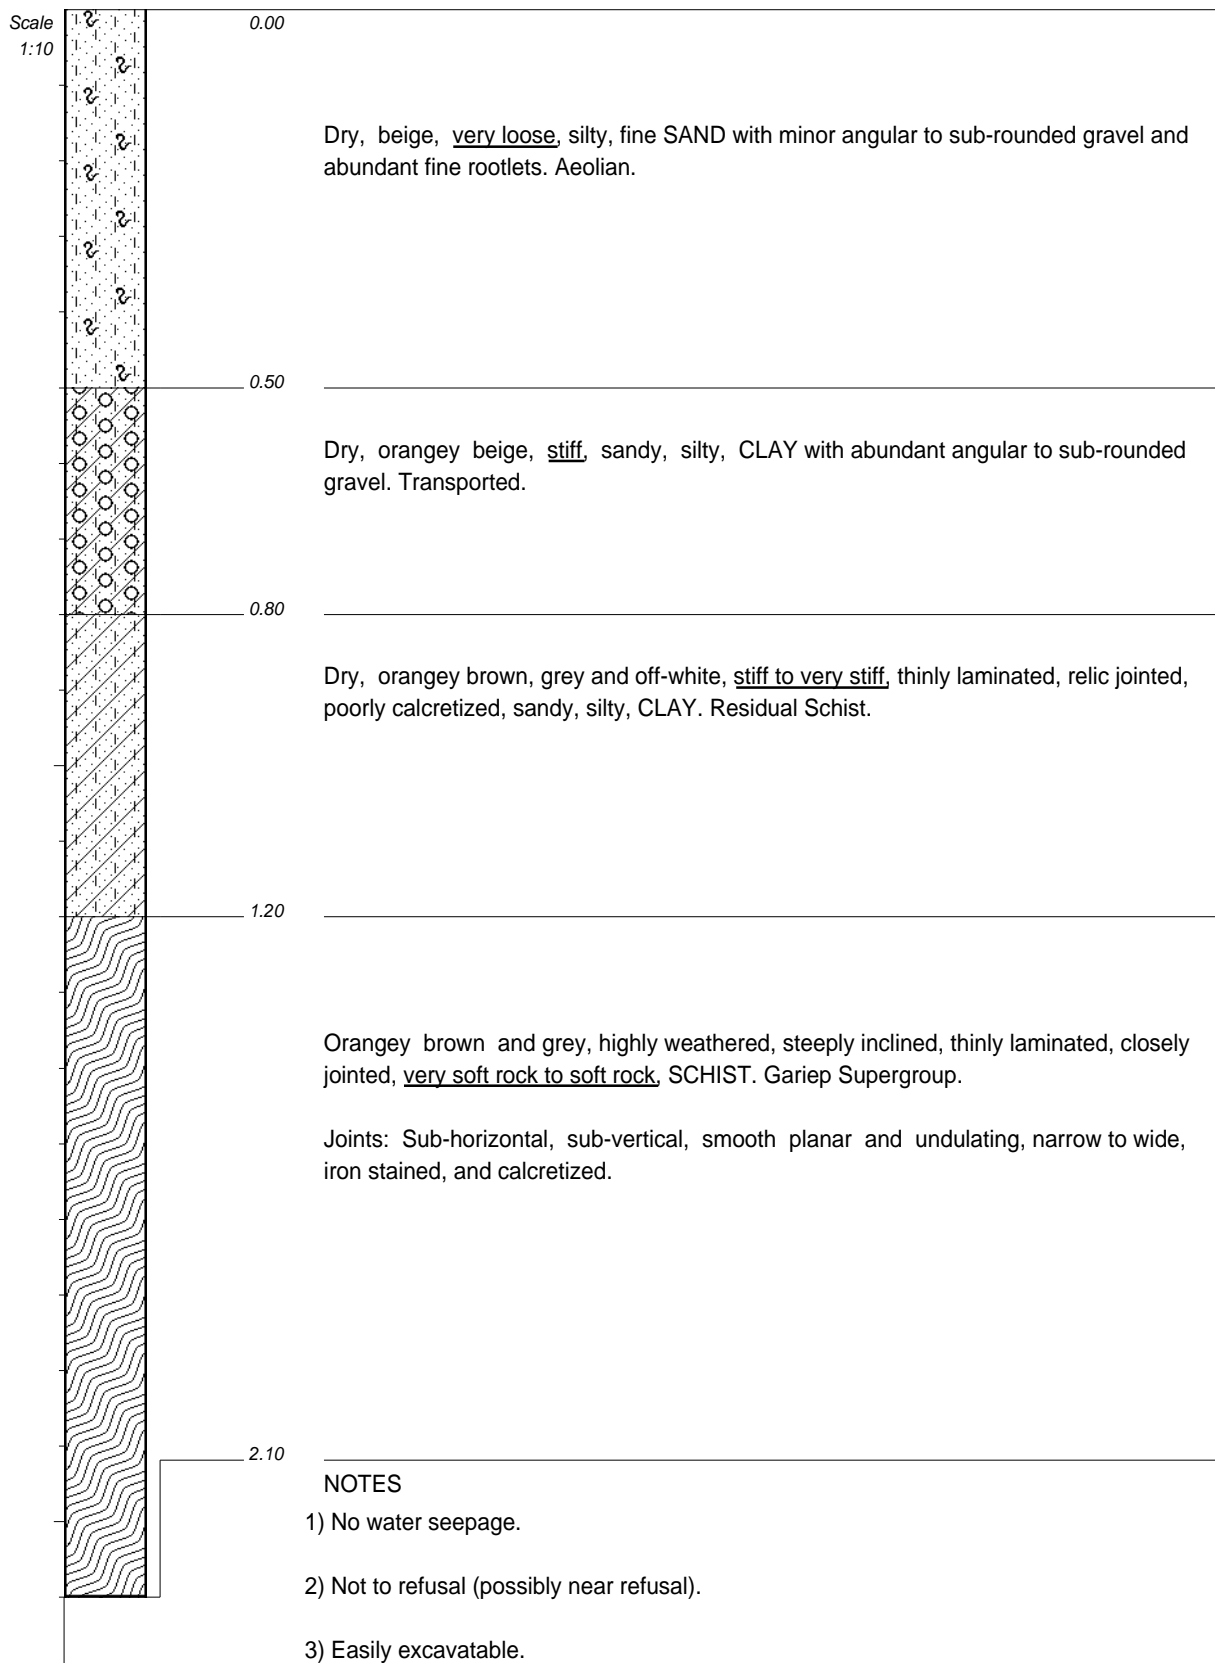 Scale
1:10
0.00
Dry, beige, very loose, silty, fine SAND with minor angular to sub-rounded gravel and
abundant fine rootlets. Aeolian.
0.50
Dry, orangey beige, stiff, sandy, silty, CLAY with abundant angular to sub-rounded
gravel. Transported.
0.80
Dry, orangey brown, grey and off-white, stiff to very stiff, thinly laminated, relic jointed,
poorly calcretized, sandy, silty, CLAY. Residual Schist.
1.20
Orangey brown and grey, highly weathered, steeply inclined, thinly laminated, closely
jointed, very soft rock to soft rock, SCHIST. Gariep Supergroup.
Joints: Sub-horizontal, sub-vertical, smooth planar and undulating, narrow to wide,
iron stained, and calcretized.
2.10
NOTES
1) No water seepage.
2) Not to refusal (possibly near refusal).
3) Easily excavatable.